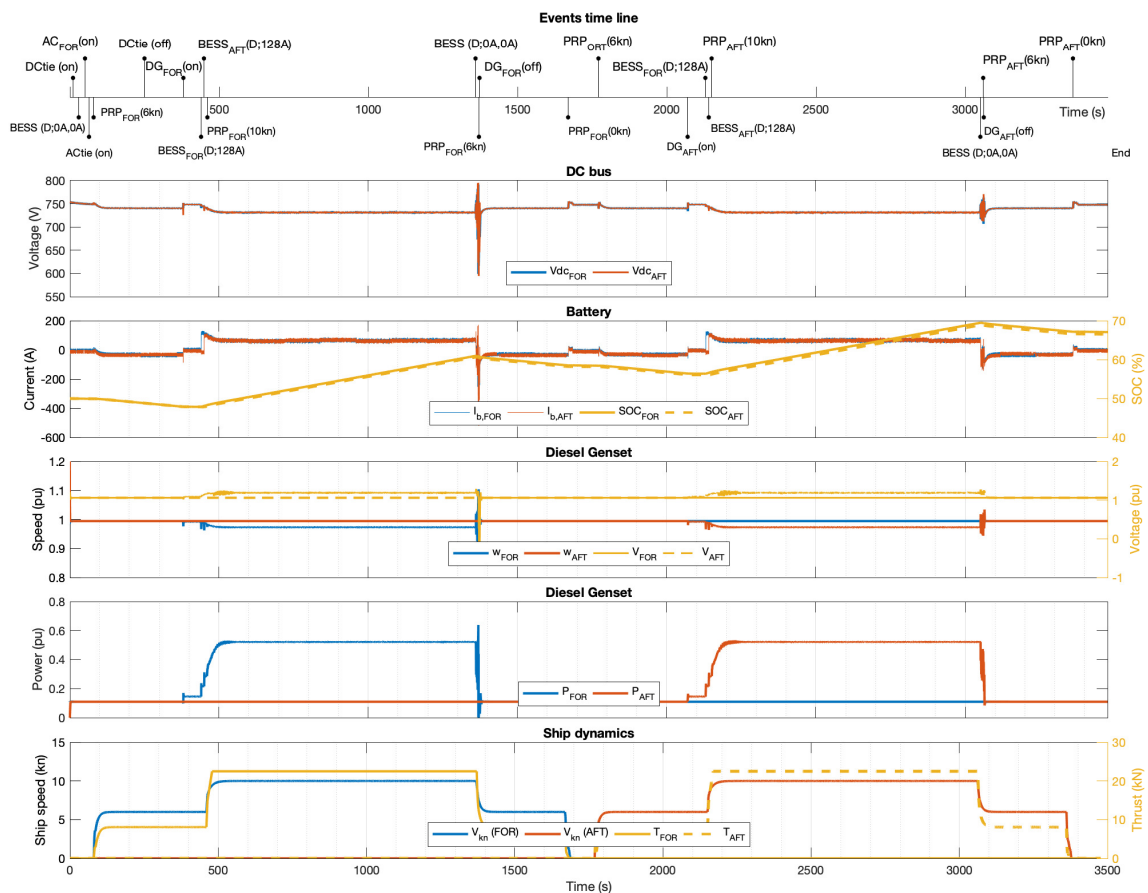 Events time line
AC_FOR(on) DCtie (off) BESS_AFT(D;128A) BESS (D;0A,0A) PRP_ORT(6kn) PRP_AFT(10kn) PRP_AFT(0kn)
DCtie (on) DG_FOR(on) DG_FOR(off) BESS_FOR(D;128A) PRP_AFT(6kn)
500 1000 1500 2000 2500 3000 Time (s)
BESS (D;0A,0A) PRP_FOR(6kn) PRP_FOR(10kn) PRP_FOR(0kn) BESS_AFT(D;128A) DG_AFT(off)
ACtie (on) BESS_FOR(D;128A) PRP_FOR(6kn) DG_AFT(on) BESS (D;0A,0A) End
DC bus
Voltage (V)
800
750
700
650
600
550
Vdc_FOR Vdc_AFT
Battery
Current (A)
200
0
-200
-400
-600
I_b,FOR I_b,AFT SOC_FOR SOC_AFT
70
60
50
40
SOC (%)
Diesel Genset
Speed (pu)
1.2
1.1
1
0.9
0.8
w_FOR w_AFT V_FOR V_AFT
2
1
0
-1
Voltage (pu)
Diesel Genset
Power (pu)
0.8
0.6
0.4
0.2
0
P_FOR P_AFT
Ship dynamics
Ship speed (kn)
15
10
5
0
V_kn (FOR) V_kn (AFT) T_FOR T_AFT
30
20
10
0
Thrust (kN)
0 500 1000 1500 2000 2500 3000 3500
Time (s)